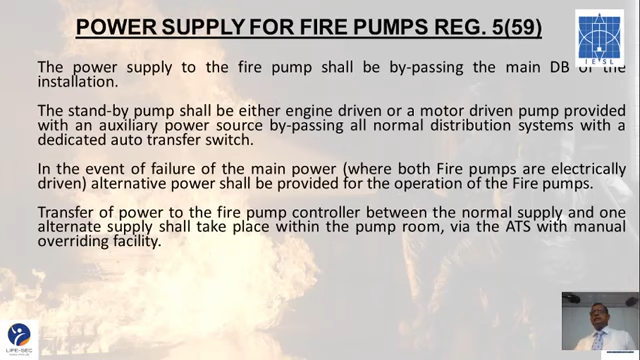 POWER SUPPLY FOR FIRE PUMPS REG. 5(59)
IESL
The power supply to the fire pump shall be by-passing the main DB of the
installation.
The stand-by pump shall be either engine driven or a motor driven pump provided
with an auxiliary power source by-passing all normal distribution systems with a
dedicated auto transfer switch.
In the event of failure of the main power (where both Fire pumps are electrically
driven) alternative power shall be provided for the operation of the Fire pumps.
Transfer of power to the fire pump controller between the normal supply and one
alternate supply shall take place within the pump room, via the ATS with manual
overriding facility.
LIFE-SEC